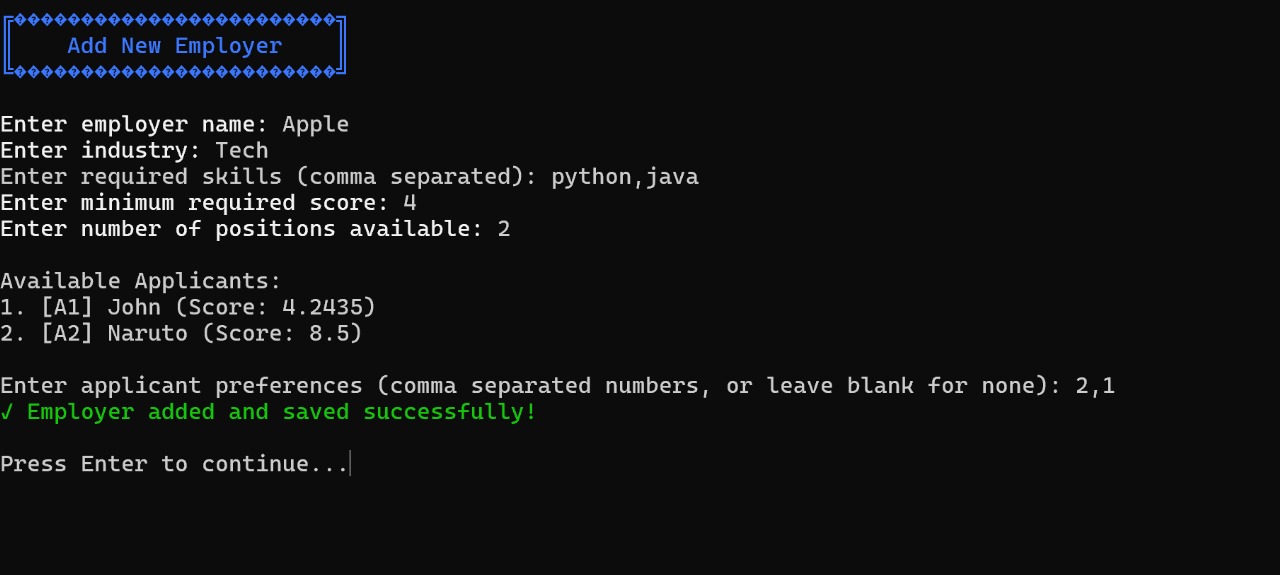 ╔������������������������╗
║    Add New Employer    ║
╚������������������������╝
Enter employer name: Apple
Enter industry: Tech
Enter required skills (comma separated): python,java
Enter minimum required score: 4
Enter number of positions available: 2
Available Applicants:
1. [A1] John (Score: 4.2435)
2. [A2] Naruto (Score: 8.5)
Enter applicant preferences (comma separated numbers, or leave blank for none): 2,1
✓ Employer added and saved successfully!
Press Enter to continue...